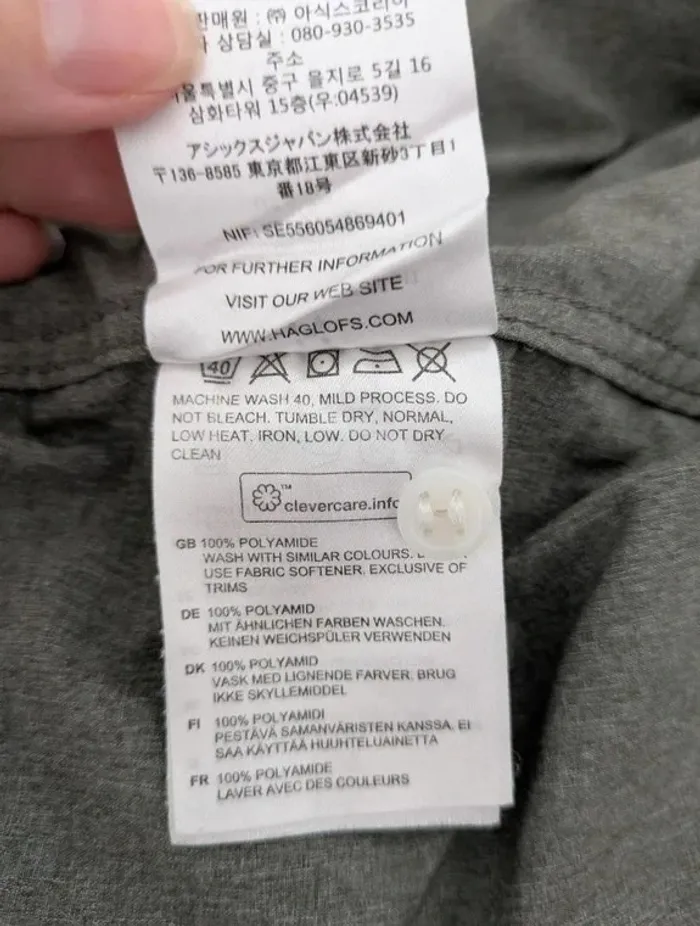 판매원 : ㈜ 아식스코리아
상담실 : 080-930-3535
주소
서울특별시 중구 을지로 5길 16
삼화타워 15층(우:04539)
アシックスジャパン株式会社
〒136-8585 東京都江東区新砂3丁目1
番18号
NIF: SE556054869401
FOR FURTHER INFORMATION
VISIT OUR WEB SITE
WWW.HAGLOFS.COM
40
MACHINE WASH 40, MILD PROCESS. DO
NOT BLEACH. TUMBLE DRY, NORMAL,
LOW HEAT. IRON, LOW. DO NOT DRY
CLEAN
clevercare.info
TM
GB 100% POLYAMIDE
WASH WITH SIMILAR COLOURS.
USE FABRIC SOFTENER. EXCLUSIVE OF
TRIMS
DE 100% POLYAMID
MIT ÄHNLICHEN FARBEN WASCHEN.
KEINEN WEICHSPÜLER VERWENDEN
DK 100% POLYAMID
VASK MED LIGNENDE FARVER. BRUG
IKKE SKYLLEMIDDEL
FI 100% POLYAMIDI
PESTÄVÄ SAMANVÄRISTEN KANSSA. EI
SAA KÄYTTÄÄ HUUHTELUAINETTA
FR 100% POLYAMIDE
LAVER AVEC DES COULEURS